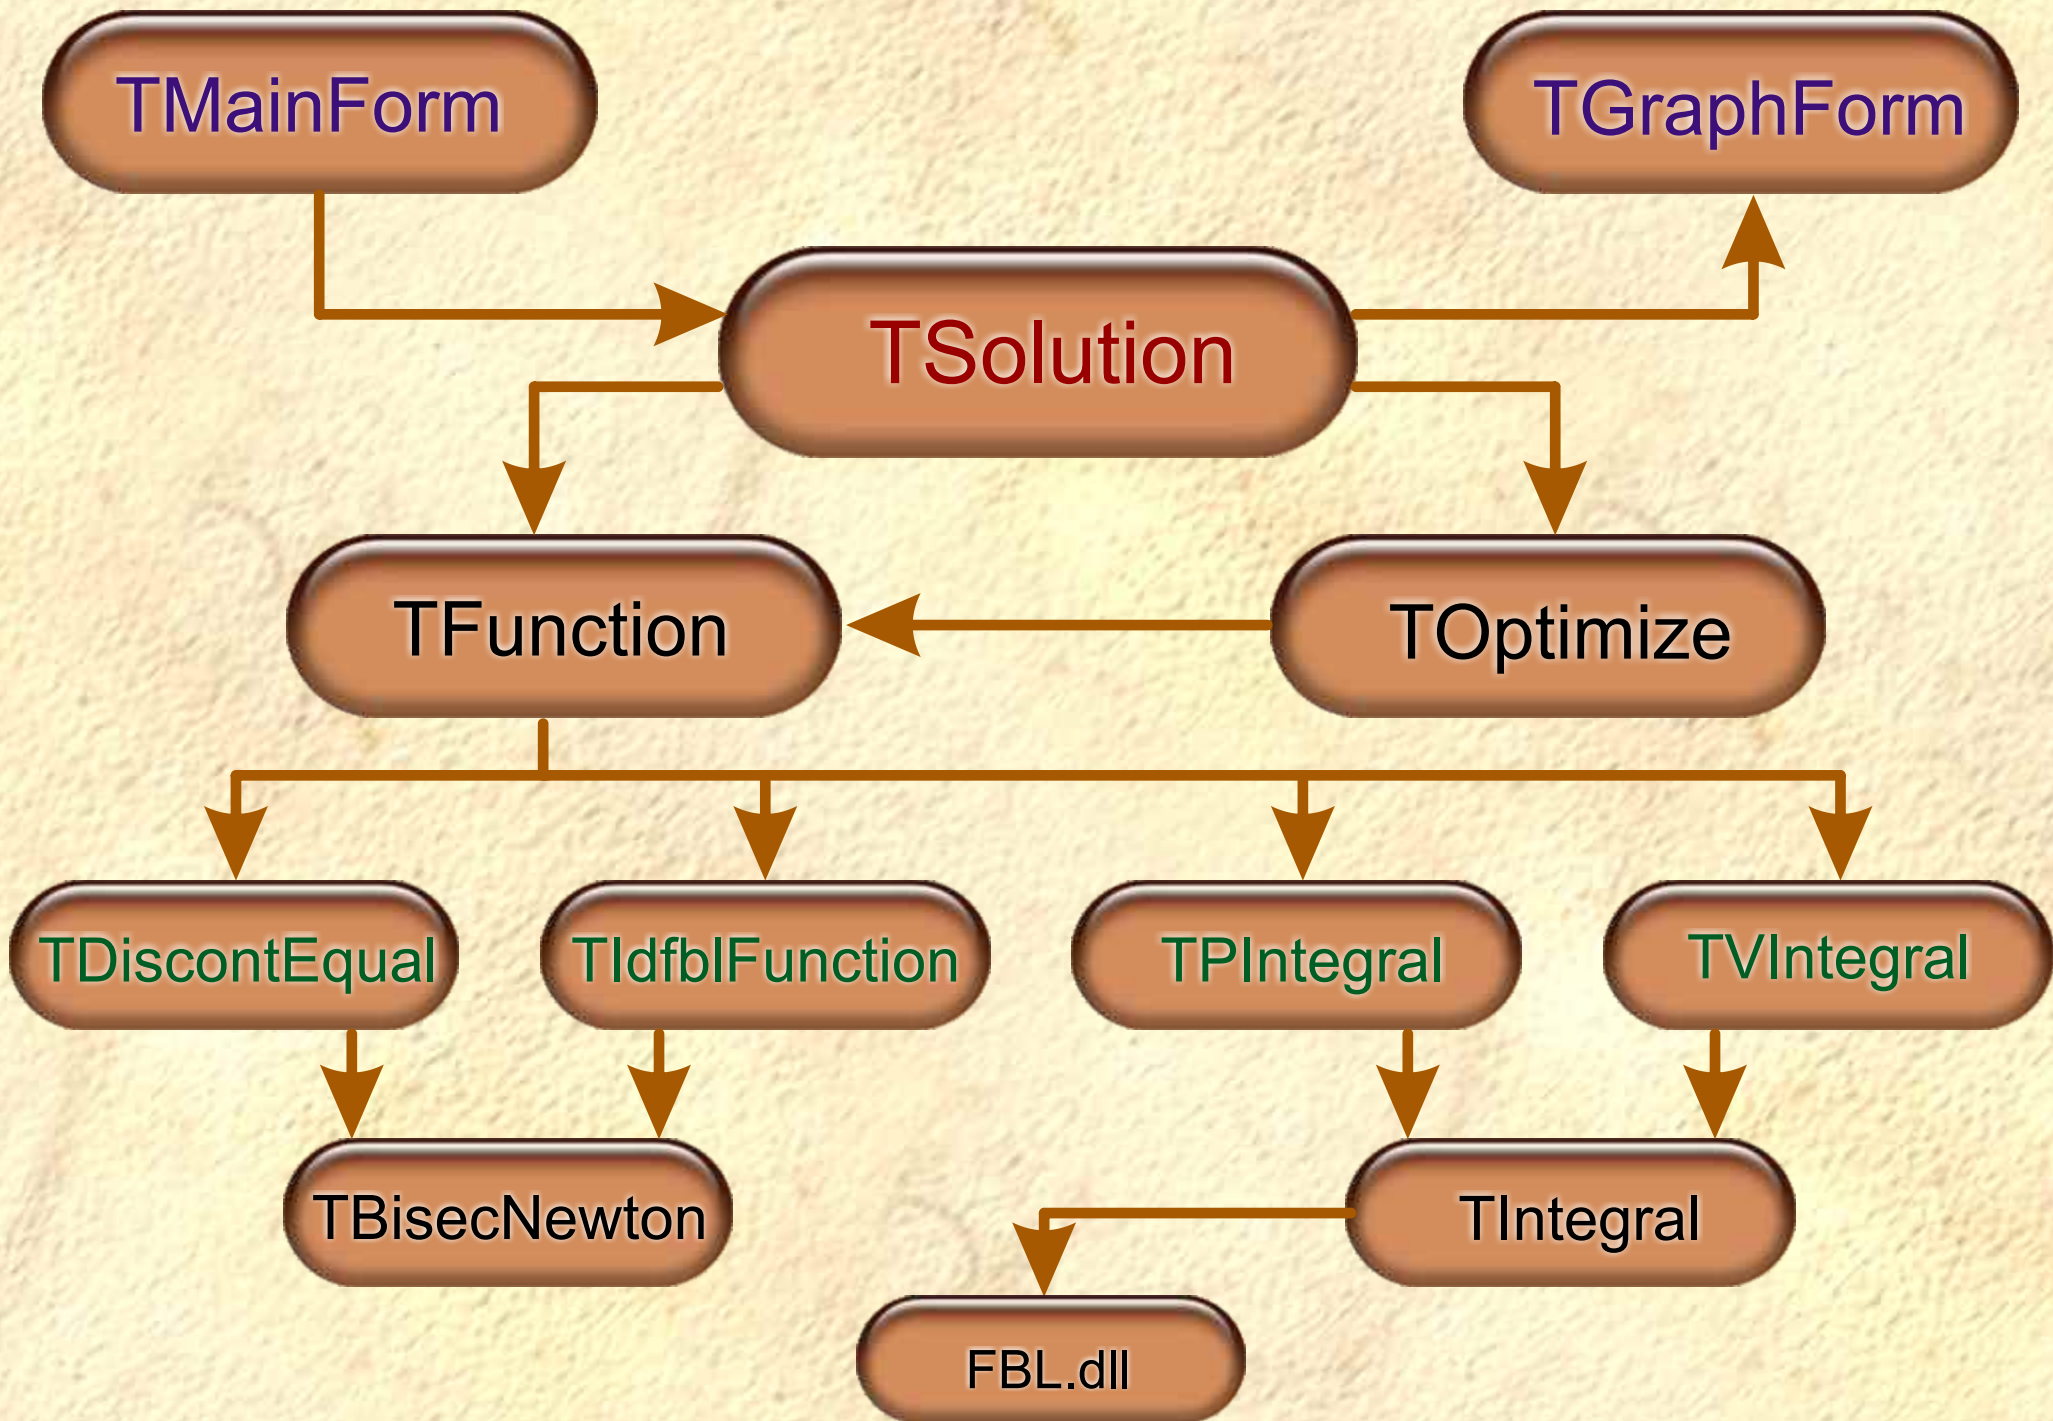 TMainForm
TGraphForm
TSolution
TFunction
TOptimize
TDiscontEqual
TIdfblFunction
TPIntegral
TVIntegral
TBisecNewton
TIntegral
FBL.dll